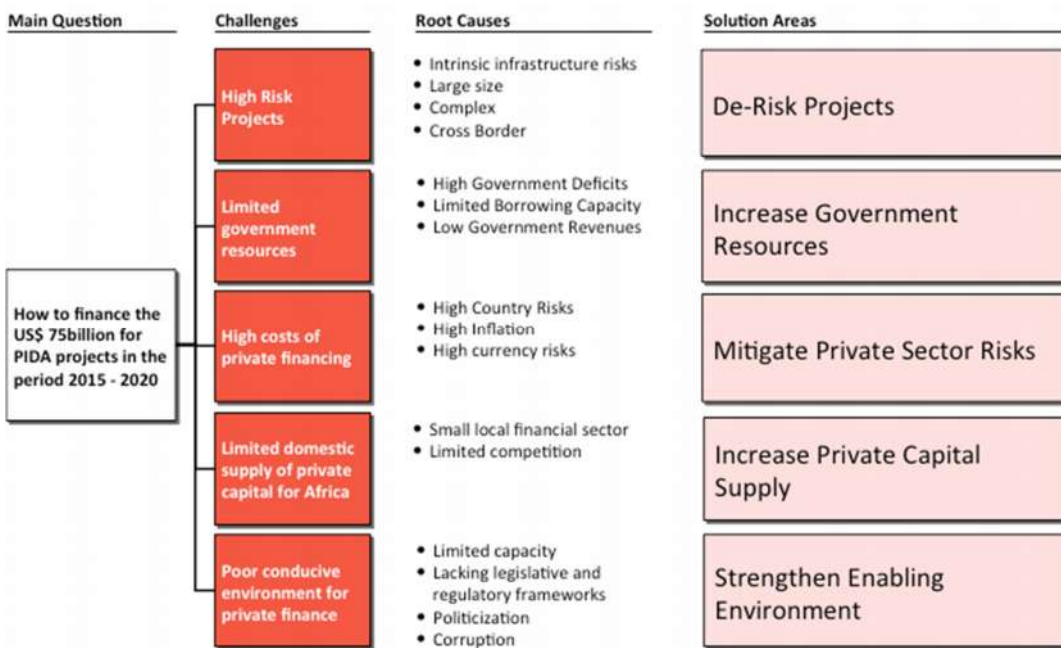 Main Question
Challenges
Root Causes
Solution Areas
How to finance the
US$ 75billion for
PIDA projects in the
period 2015 - 2020
High Risk
Projects
• Intrinsic infrastructure risks
• Large size
• Complex
• Cross Border
De-Risk Projects
Limited
government
resources
• High Government Deficits
• Limited Borrowing Capacity
• Low Government Revenues
Increase Government
Resources
High costs of
private financing
• High Country Risks
• High Inflation
• High currency risks
Mitigate Private Sector Risks
Limited domestic
supply of private
capital for Africa
• Small local financial sector
• Limited competition
Increase Private Capital
Supply
Poor conducive
environment for
private finance
• Limited capacity
• Lacking legislative and
regulatory frameworks
• Politicization
• Corruption
Strengthen Enabling
Environment